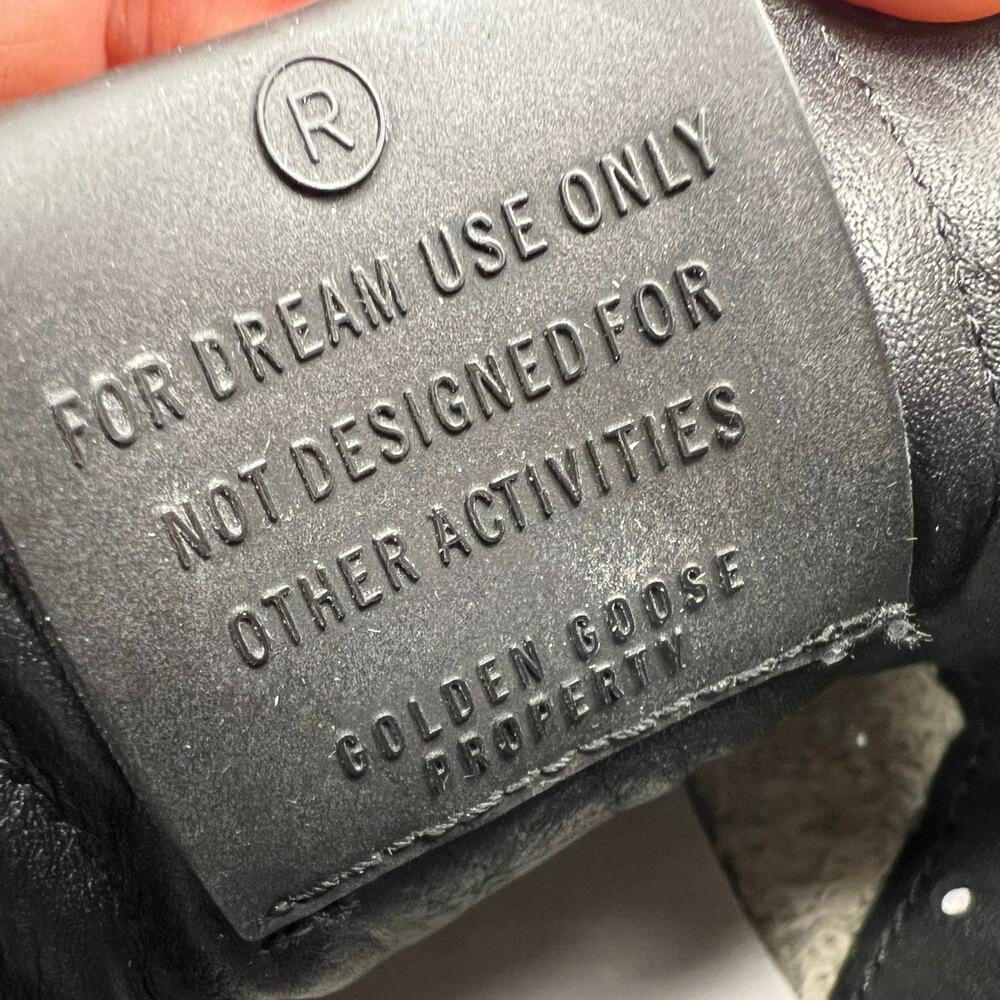 ®
FOR DREAM USE ONLY
NOT DESIGNED FOR
OTHER ACTIVITIES
GOLDEN GOOSE
PROPERTY